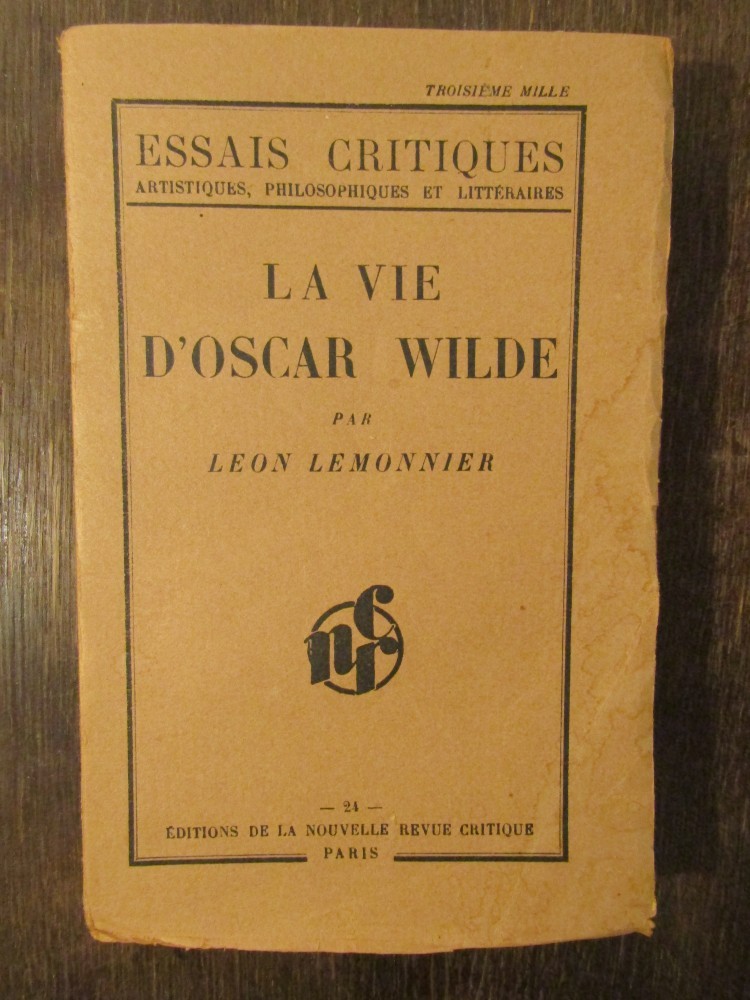 TROISIÈME MILLE
ESSAIS CRITIQUES
ARTISTIQUES, PHILOSOPHIQUES ET LITTÉRAIRES
LA VIE
D'OSCAR WILDE
PAR
LEON LEMONNIER
nrc
— 24 —
ÉDITIONS DE LA NOUVELLE REVUE CRITIQUE
PARIS